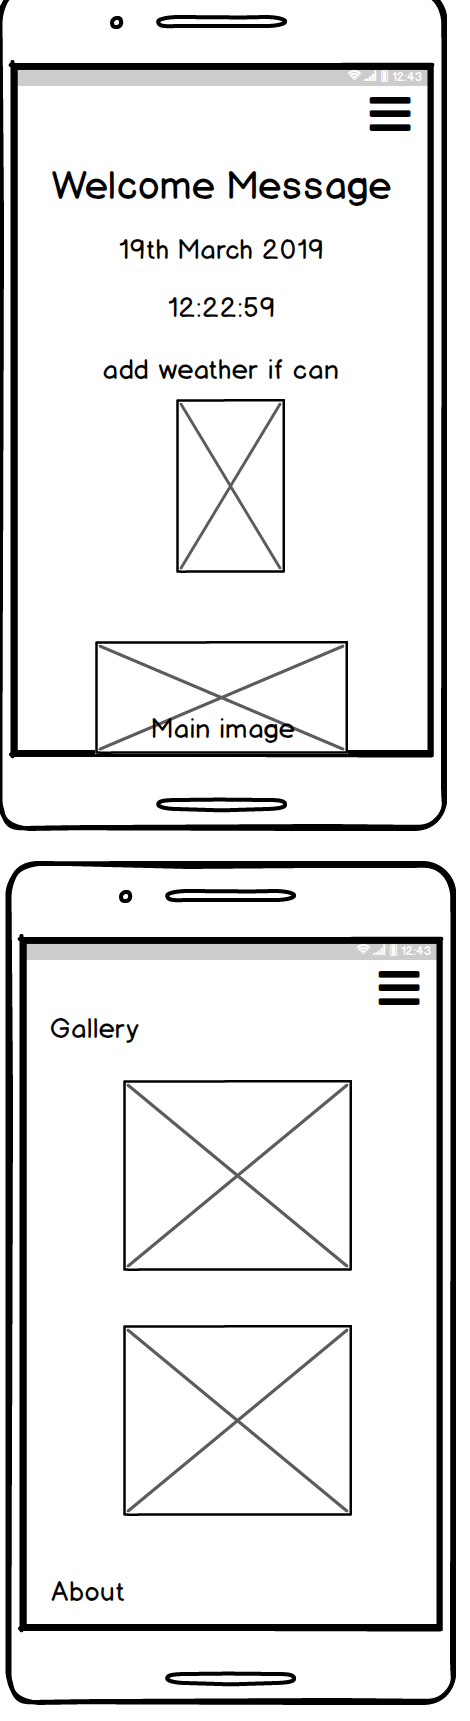 12:43
Welcome Message
19th March 2019
12:22:59
add weather if can
Main image
12:43
Gallery
About